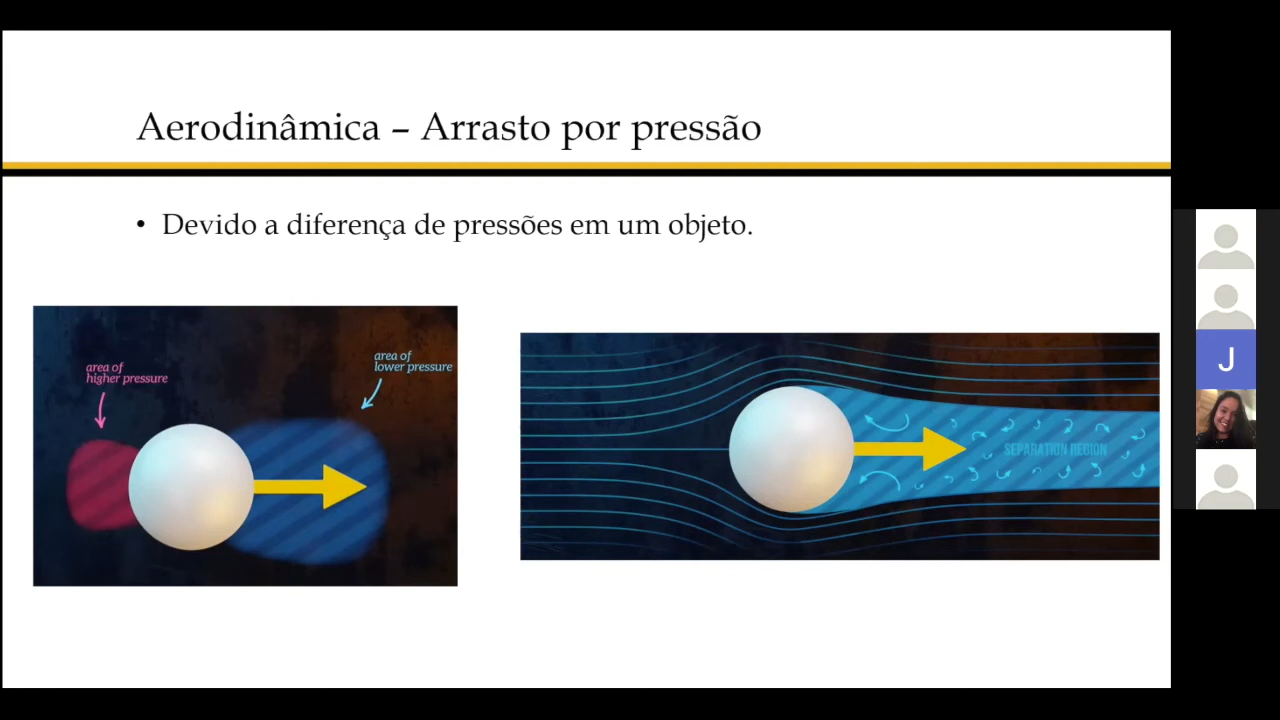 Aerodinâmica – Arrasto por pressão
• Devido a diferença de pressões em um objeto.
area of
higher pressure
area of
lower pressure
SEPARATION REGION
J